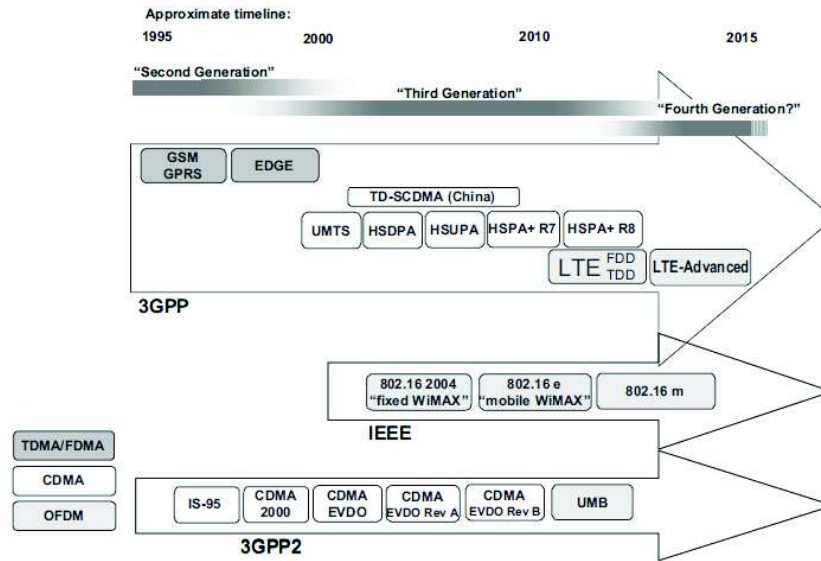 Approximate timeline:
1995 2000 2010 2015
“Second Generation”
“Third Generation”
“Fourth Generation?”
GSM
GPRS
EDGE
TD-SCDMA (China)
UMTS
HSDPA
HSUPA
HSPA+ R7
HSPA+ R8
LTE FDD
TDD
LTE-Advanced
3GPP
802.16 2004
“fixed WiMAX”
802.16 e
“mobile WiMAX”
802.16 m
IEEE
TDMA/FDMA
CDMA
OFDM
IS-95
CDMA
2000
CDMA
EVDO
CDMA
EVDO Rev A
CDMA
EVDO Rev B
UMB
3GPP2